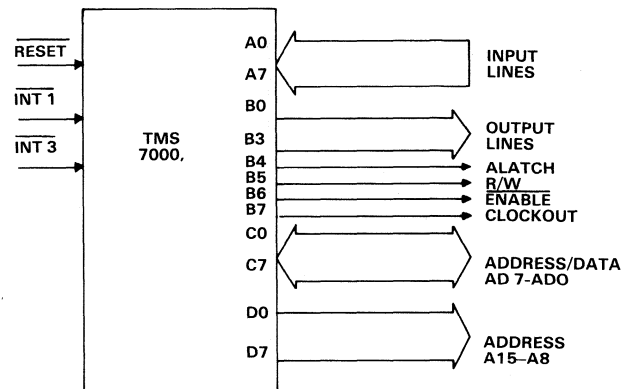 RESET
INT 1
INT 3
TMS
7000,
A0
A7
B0
B3
B4
B5
B6
B7
C0
C7
D0
D7
INPUT
LINES
OUTPUT
LINES
ALATCH
R/W
ENABLE
CLOCKOUT
ADDRESS/DATA
AD 7-ADO
ADDRESS
A15–A8